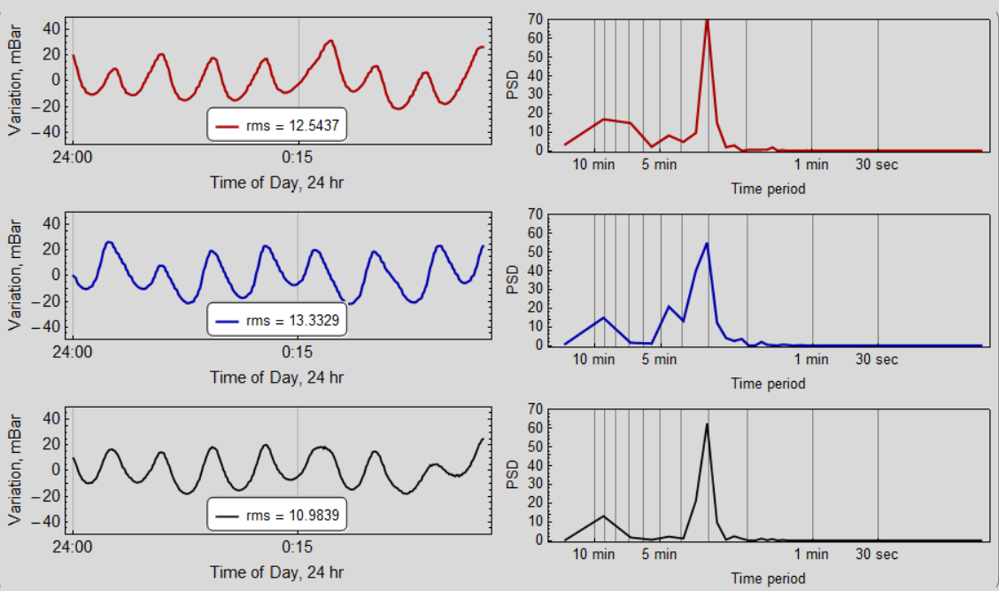 40
20
0
−20
−40
Variation, mBar
rms = 12.5437
24:00 0:15
Time of Day, 24 hr
70
60
50
40
30
20
10
0
PSD
10 min 5 min 1 min 30 sec
Time period
40
20
0
−20
−40
Variation, mBar
rms = 13.3329
24:00 0:15
Time of Day, 24 hr
70
60
50
40
30
20
10
0
PSD
10 min 5 min 1 min 30 sec
Time period
40
20
0
−20
−40
Variation, mBar
rms = 10.9839
24:00 0:15
Time of Day, 24 hr
70
60
50
40
30
20
10
0
PSD
10 min 5 min 1 min 30 sec
Time period